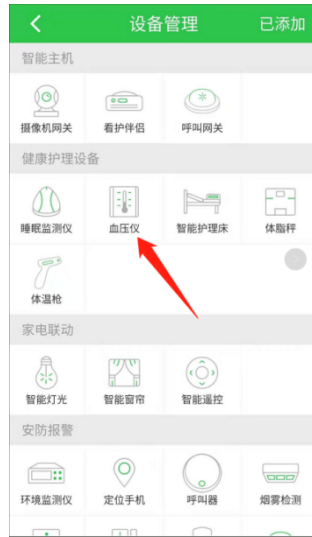 设备管理 已添加
智能主机
摄像机网关 看护伴侣 呼叫网关
健康护理设备
睡眠监测仪 血压仪 智能护理床 体脂秤
体温枪
家电联动
智能灯光 智能窗帘 智能遥控
安防报警
环境监测仪 定位手机 呼叫器 烟雾检测